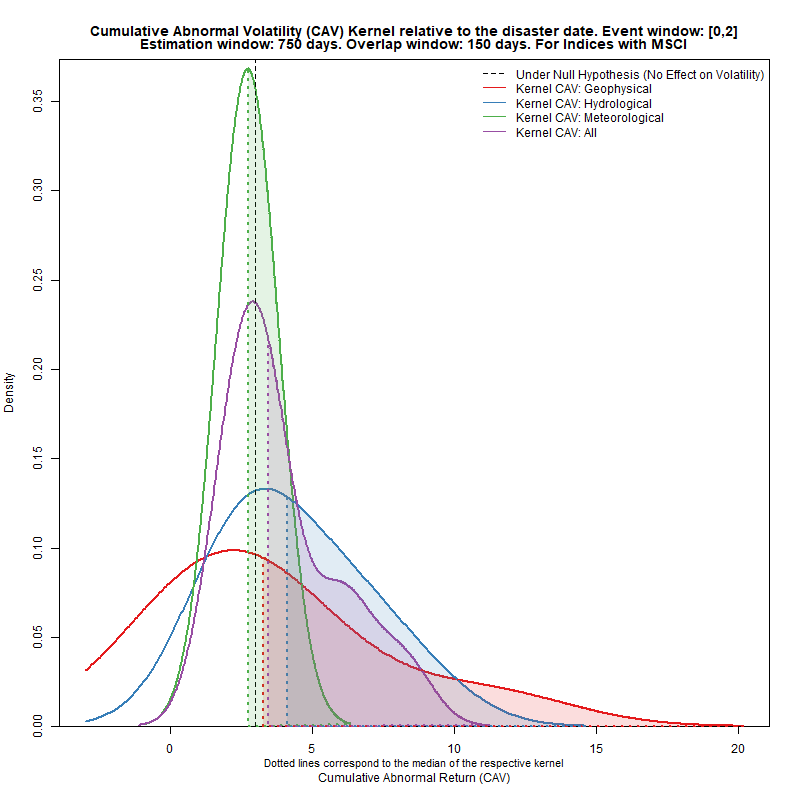 Cumulative Abnormal Volatility (CAV) Kernel relative to the disaster date. Event window: [0,2]
Estimation window: 750 days. Overlap window: 150 days. For Indices with MSCI
Under Null Hypothesis (No Effect on Volatility)
Kernel CAV: Geophysical
Kernel CAV: Hydrological
Kernel CAV: Meteorological
Kernel CAV: All
0.35
0.30
0.25
0.20
0.15
0.10
0.05
0.00
Density
0 5 10 15 20
Dotted lines correspond to the median of the respective kernel
Cumulative Abnormal Return (CAV)